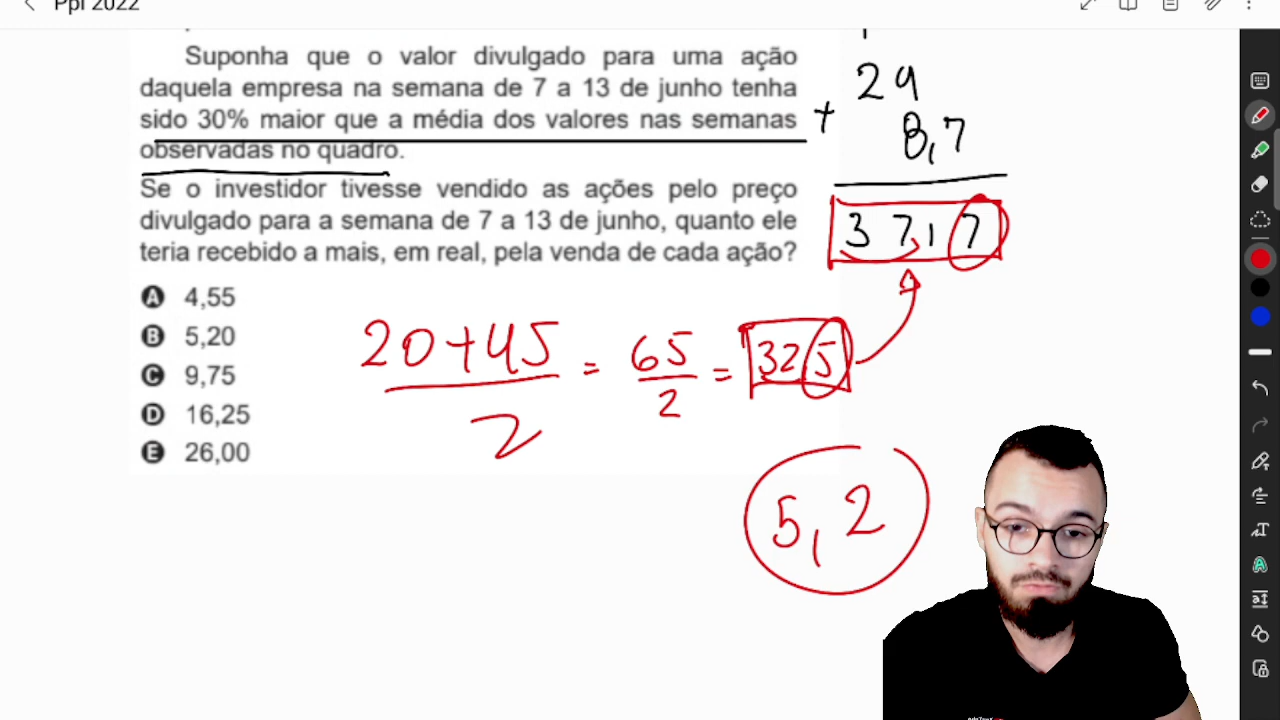 Ppl 2022
Suponha que o valor divulgado para uma ação
daquela empresa na semana de 7 a 13 de junho tenha
sido 30% maior que a média dos valores nas semanas
observadas no quadro.
Se o investidor tivesse vendido as ações pelo preço
divulgado para a semana de 7 a 13 de junho, quanto ele
teria recebido a mais, em real, pela venda de cada ação?
A 4,55
B 5,20
C 9,75
D 16,25
E 26,00
29
+ 8,7
37,7
20+45 = 65 = 325
2 2
5,2